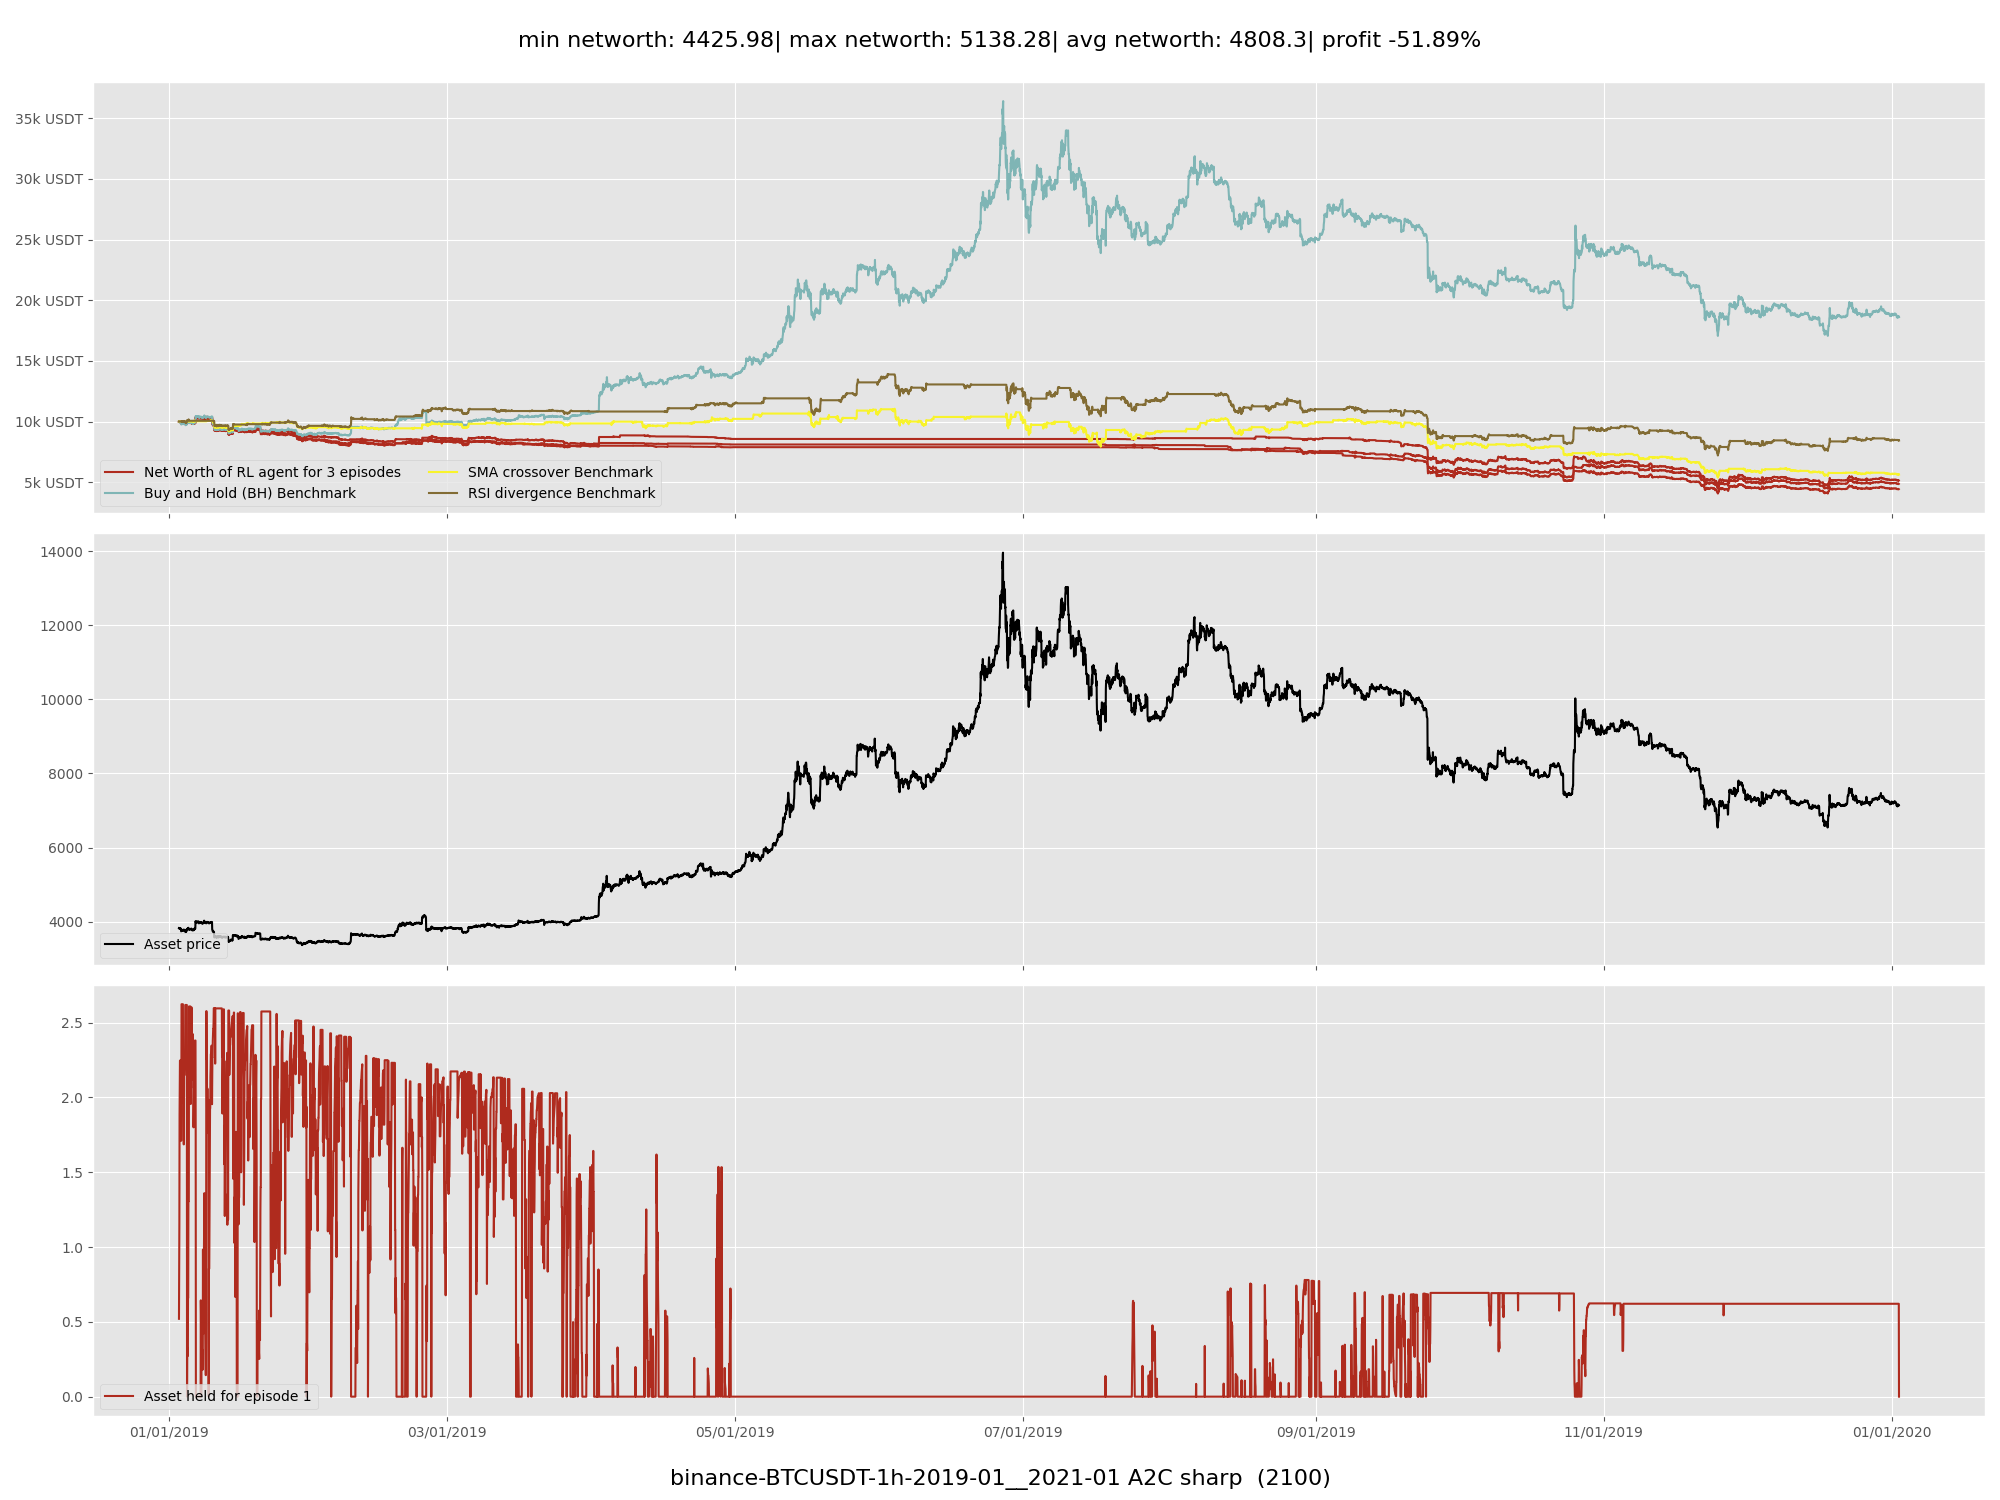 min networth: 4425.98| max networth: 5138.28| avg networth: 4808.3| profit -51.89%
35k USDT
30k USDT
25k USDT
20k USDT
15k USDT
10k USDT
5k USDT
Net Worth of RL agent for 3 episodes
Buy and Hold (BH) Benchmark
SMA crossover Benchmark
RSI divergence Benchmark
14000
12000
10000
8000
6000
4000
Asset price
2.5
2.0
1.5
1.0
0.5
0.0
Asset held for episode 1
01/01/2019 03/01/2019 05/01/2019 07/01/2019 09/01/2019 11/01/2019 01/01/2020
binance-BTCUSDT-1h-2019-01__2021-01 A2C sharp (2100)